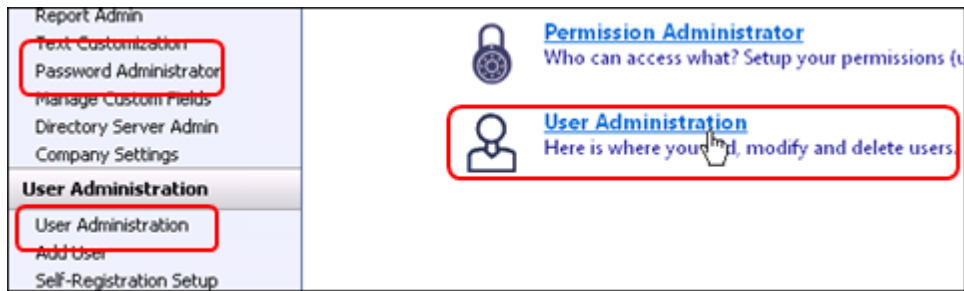 Report Admin
Text Customization
Password Administrator
Manage Custom Fields
Directory Server Admin
Company Settings
User Administration
User Administration
Add User
Self-Registration Setup
Permission Administrator
Who can access what? Setup your permissions (u
User Administration
Here is where you d, modify and delete users.